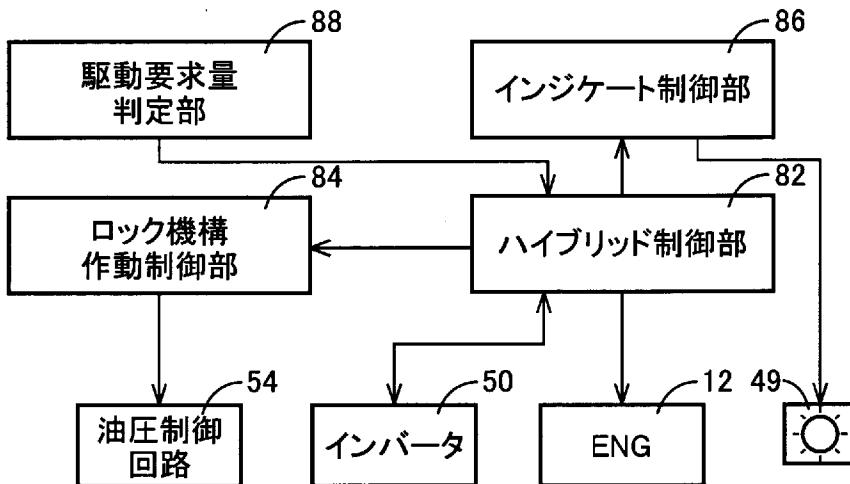 88
駆動要求量
判定部
86
インジケート制御部
84
ロック機構
作動制御部
82
ハイブリッド制御部
54
油圧制御
回路
50
インバータ
12
ENG
49